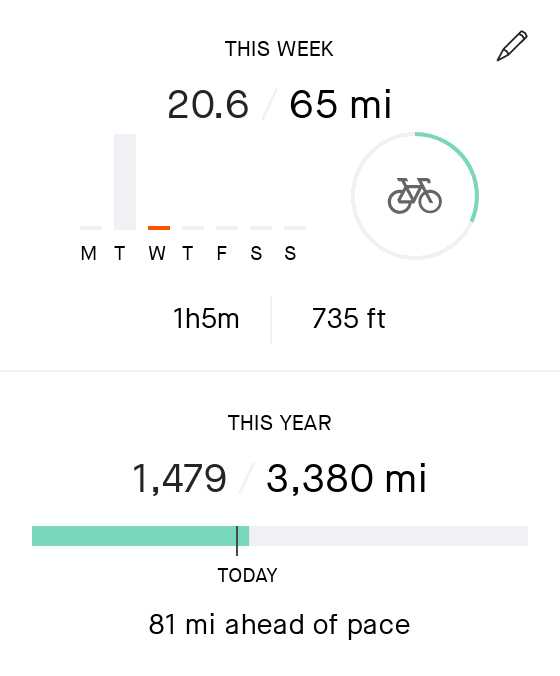 THIS WEEK
20.6 / 65 mi
M T W T F S S
1h5m 735 ft
THIS YEAR
1,479 / 3,380 mi
TODAY
81 mi ahead of pace